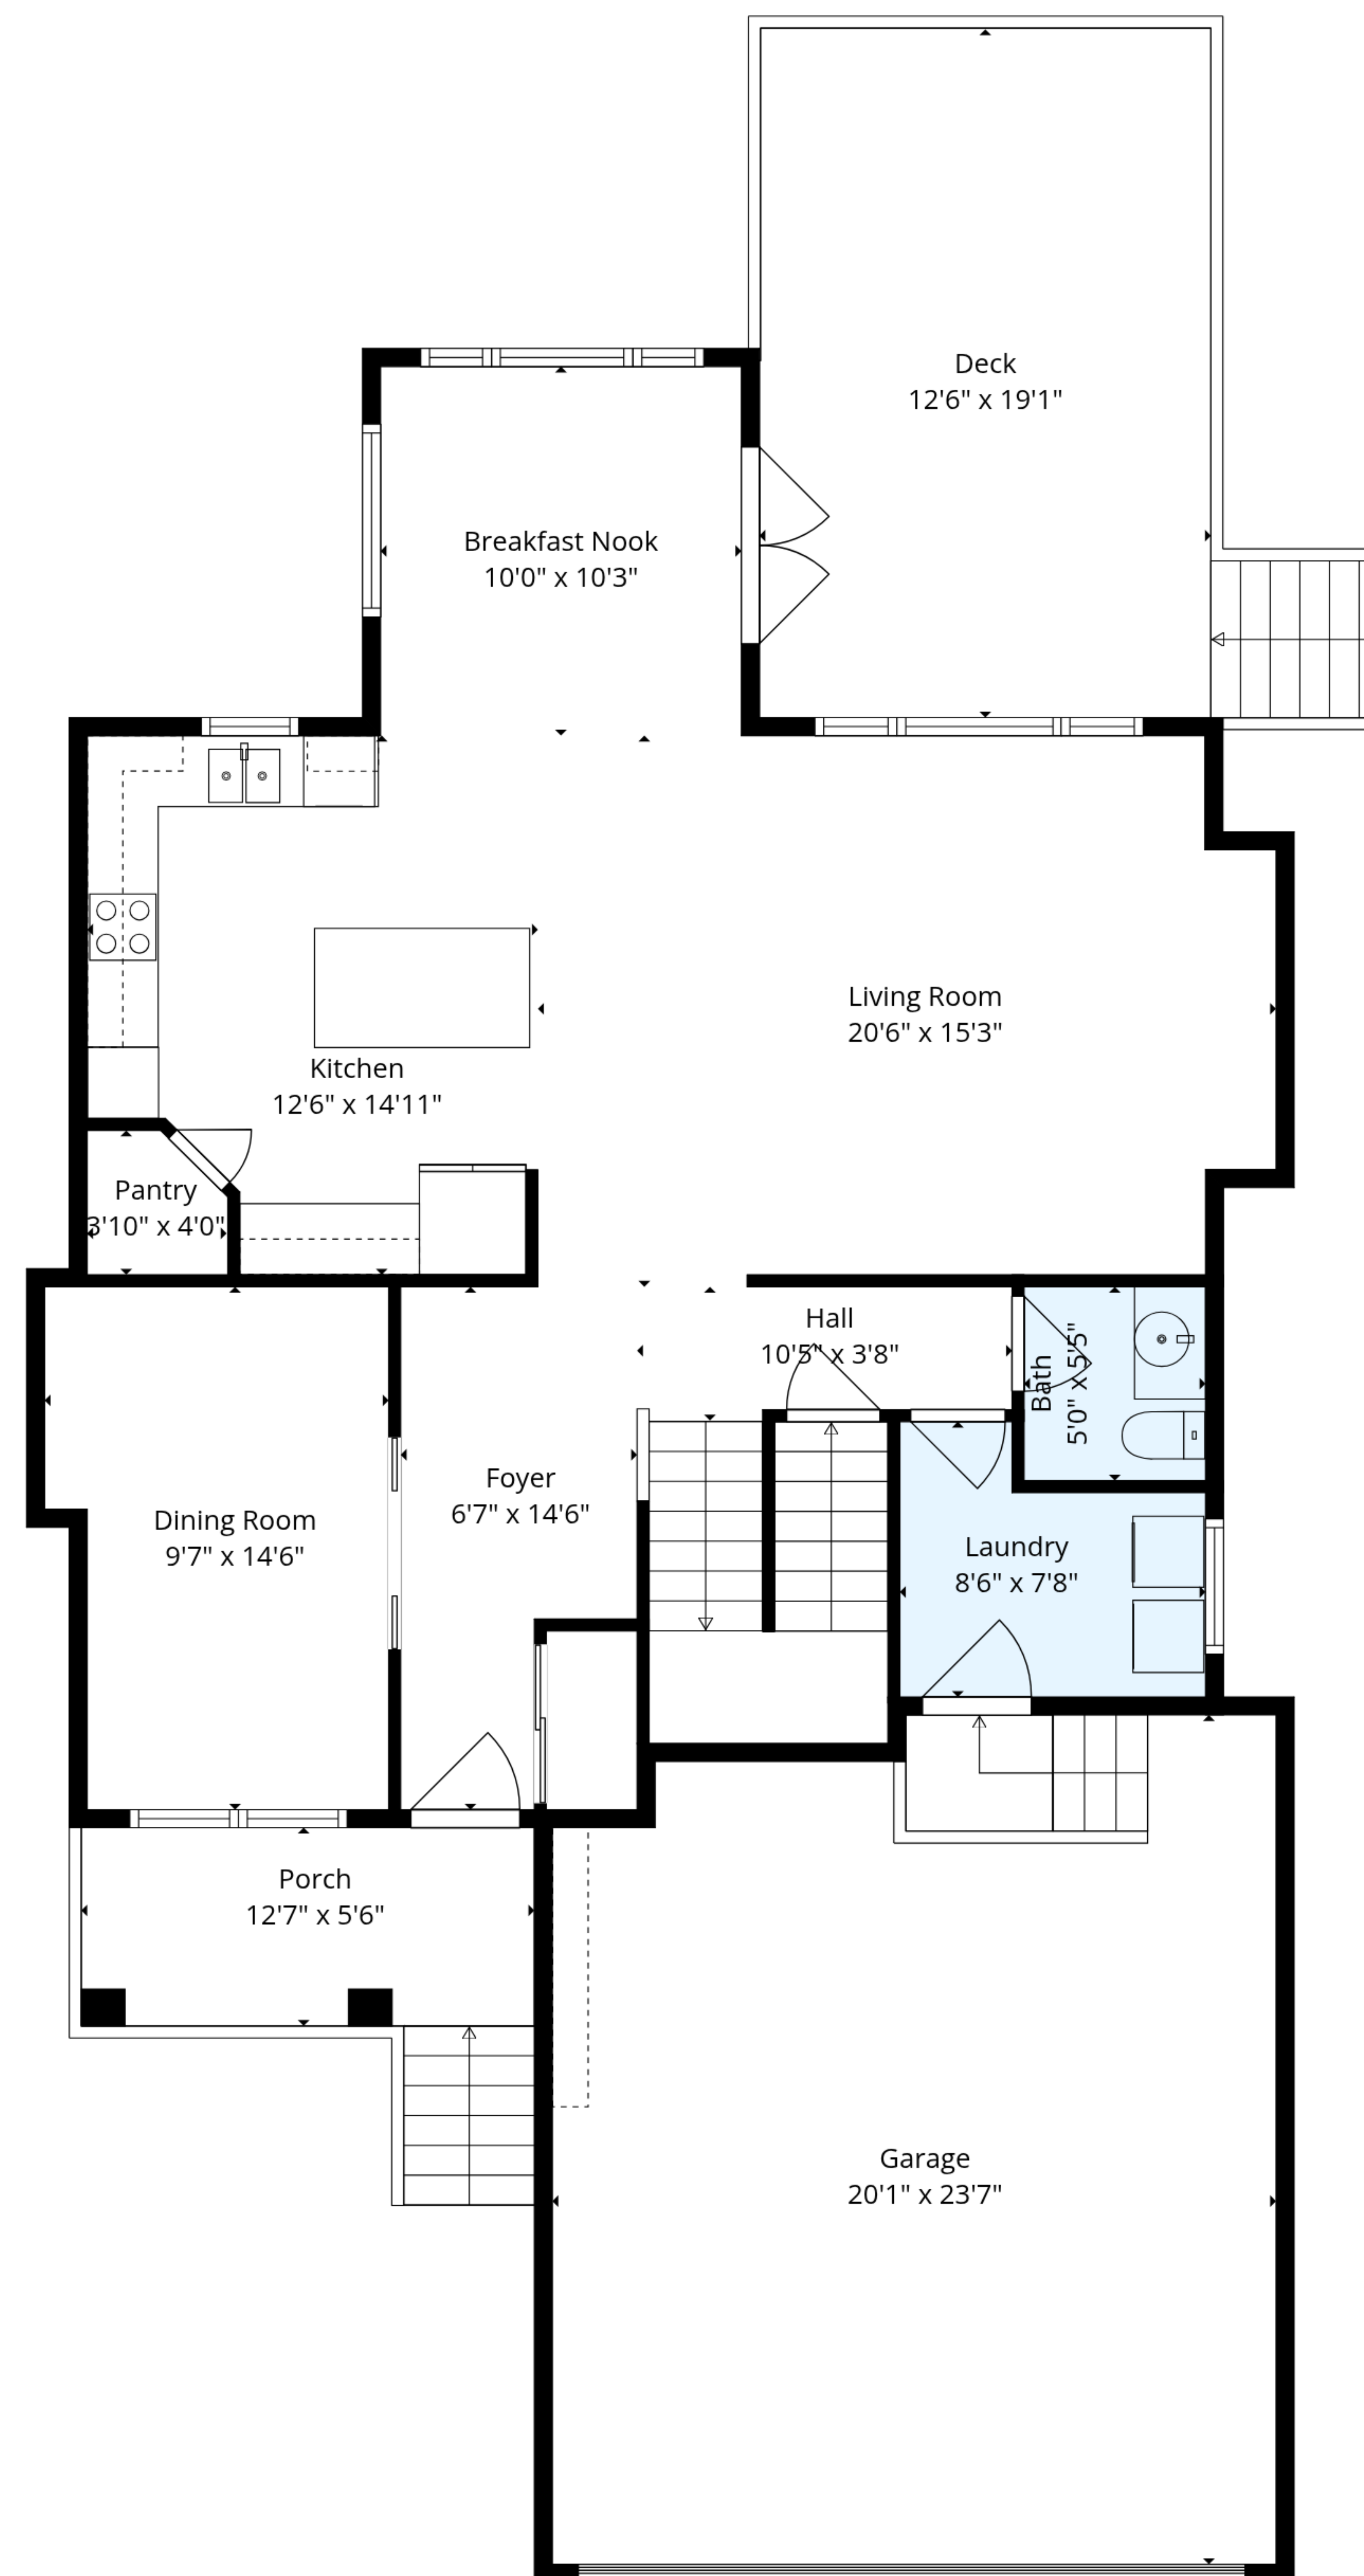 Deck
12'6" x 19'1"
Breakfast Nook
10'0" x 10'3"
Living Room
20'6" x 15'3"
Kitchen
12'6" x 14'11"
Pantry
3'10" x 4'0"
Hall
10'5" x 3'8"
Bath
5'0" x 5'5"
Foyer
6'7" x 14'6"
Dining Room
9'7" x 14'6"
Laundry
8'6" x 7'8"
Porch
12'7" x 5'6"
Garage
20'1" x 23'7"